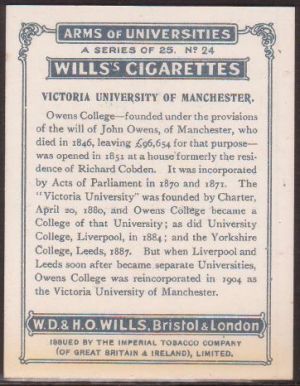 ARMS OF UNIVERSITIES
A SERIES OF 25. Nº 24
WILLS'S CIGARETTES
VICTORIA UNIVERSITY OF MANCHESTER.
Owens College—founded under the provisions
of the will of John Owens, of Manchester, who
died in 1846, leaving £96,654 for that purpose—
was opened in 1851 at a house formerly the resi-
dence of Richard Cobden. It was incorporated
by Acts of Parliament in 1870 and 1871. The
"Victoria University" was founded by Charter,
April 20, 1880, and Owens College became a
College of that University; as did University
College, Liverpool, in 1884; and the Yorkshire
College, Leeds, 1887. But when Liverpool and
Leeds soon after became separate Universities,
Owens College was reincorporated in 1904 as
the Victoria University of Manchester.
W.D. & H.O. WILLS, Bristol & London
ISSUED BY THE IMPERIAL TOBACCO COMPANY
(OF GREAT BRITAIN & IRELAND), LIMITED.